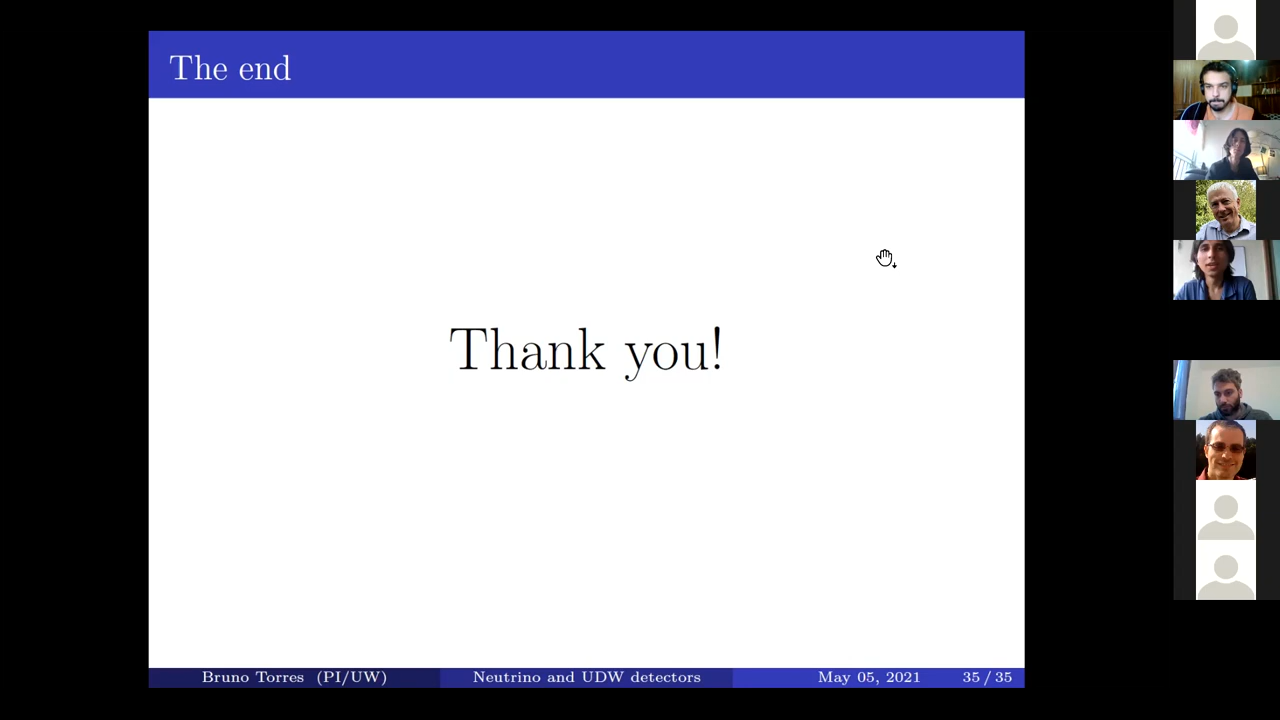 The end
Thank you!
Bruno Torres (PI/UW) Neutrino and UDW detectors May 05, 2021 35 / 35